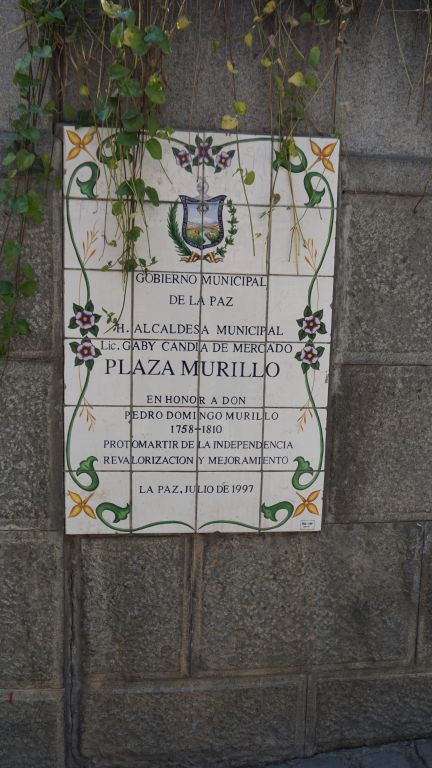 GOBIERNO MUNICIPAL
DE LA PAZ
H. ALCALDESA MUNICIPAL
Lic. GABY CANDIA DE MERCADO
PLAZA MURILLO
EN HONOR A DON
PEDRO DOMINGO MURILLO
1758-1810
PROTOMARTIR DE LA INDEPENDENCIA
REVALORIZACION Y MEJORAMIENTO
LA PAZ, JULIO DE 1997